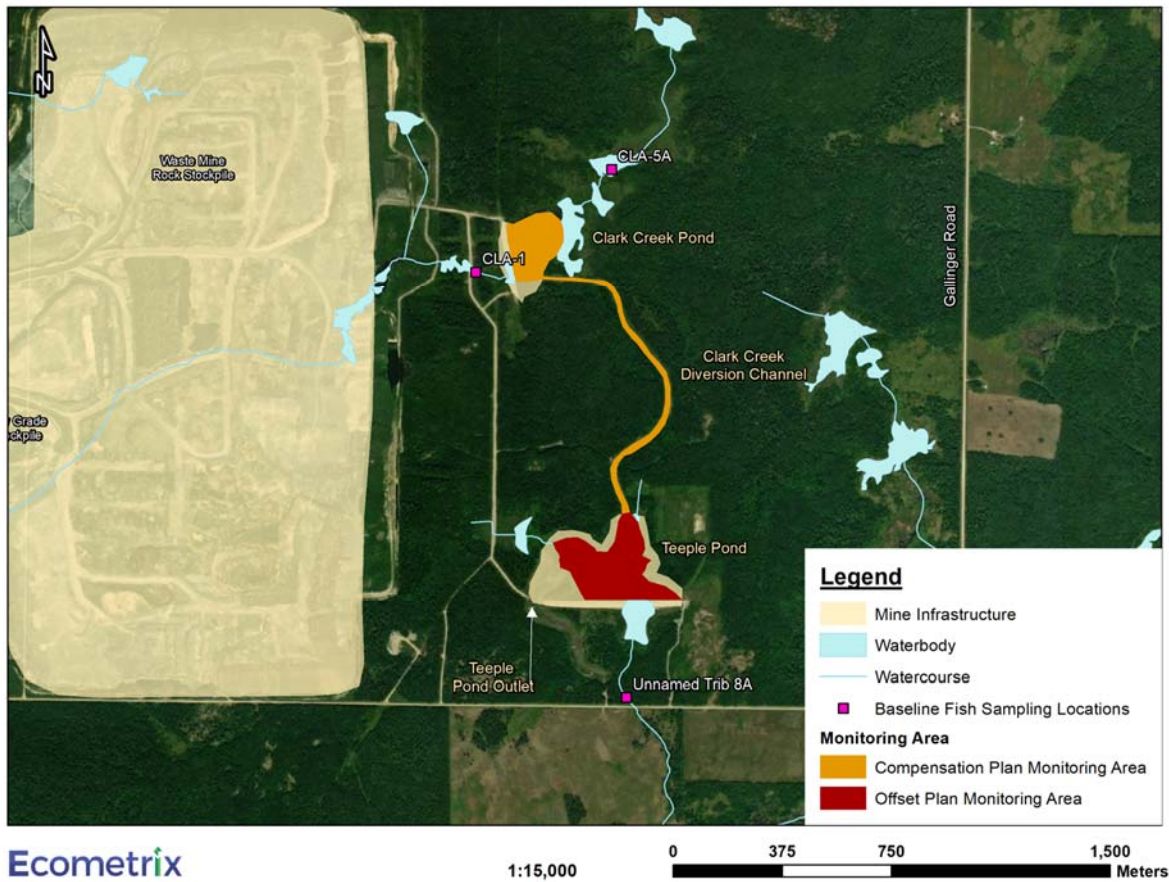 N
CLA-5A
Waste Mine
Rock Stockpile
Clark Creek Pond
CLA-1
Gallinger Road
Clark Creek
Diversion Channel
Grade
ockpile
Teeple Pond
Teeple
Pond Outlet
Unnamed Trib 8A
Legend
Mine Infrastructure
Waterbody
Watercourse
Baseline Fish Sampling Locations
Monitoring Area
Compensation Plan Monitoring Area
Offset Plan Monitoring Area
Ecometrix
1:15,000
0 375 750 1,500
Meters